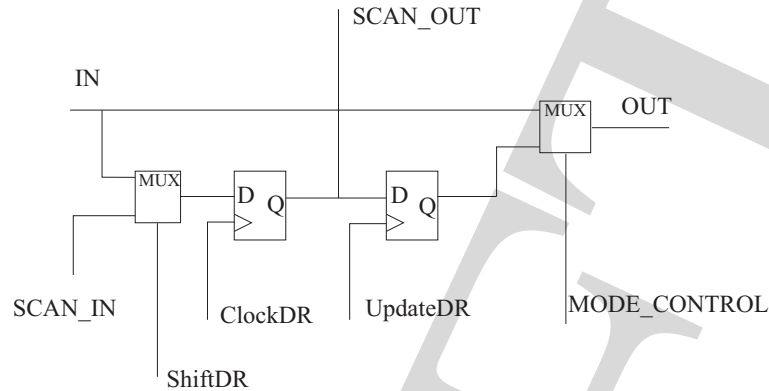 SCAN_OUT
IN
MUX
OUT
MUX
D
Q
D
Q
SCAN_IN
ClockDR
UpdateDR
MODE_CONTROL
ShiftDR